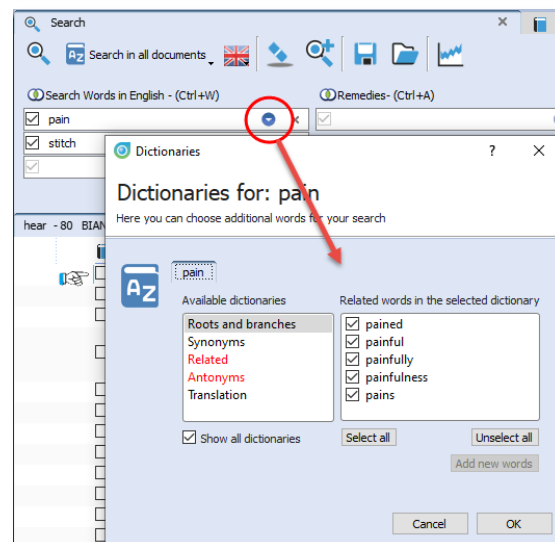 Search
AZ Search in all documents
Search Words in English - (Ctrl+W)
Remedies- (Ctrl+A)
pain
stitch
Dictionaries
Dictionaries for: pain
Here you can choose additional words for your search
hear - 80 BIAN
AZ
pain
Available dictionaries
Related words in the selected dictionary
Roots and branches
Synonyms
Related
Antonyms
Translation
pained
painful
painfully
painfulness
pains
Show all dictionaries
Select all
Unselect all
Add new words
Cancel
OK